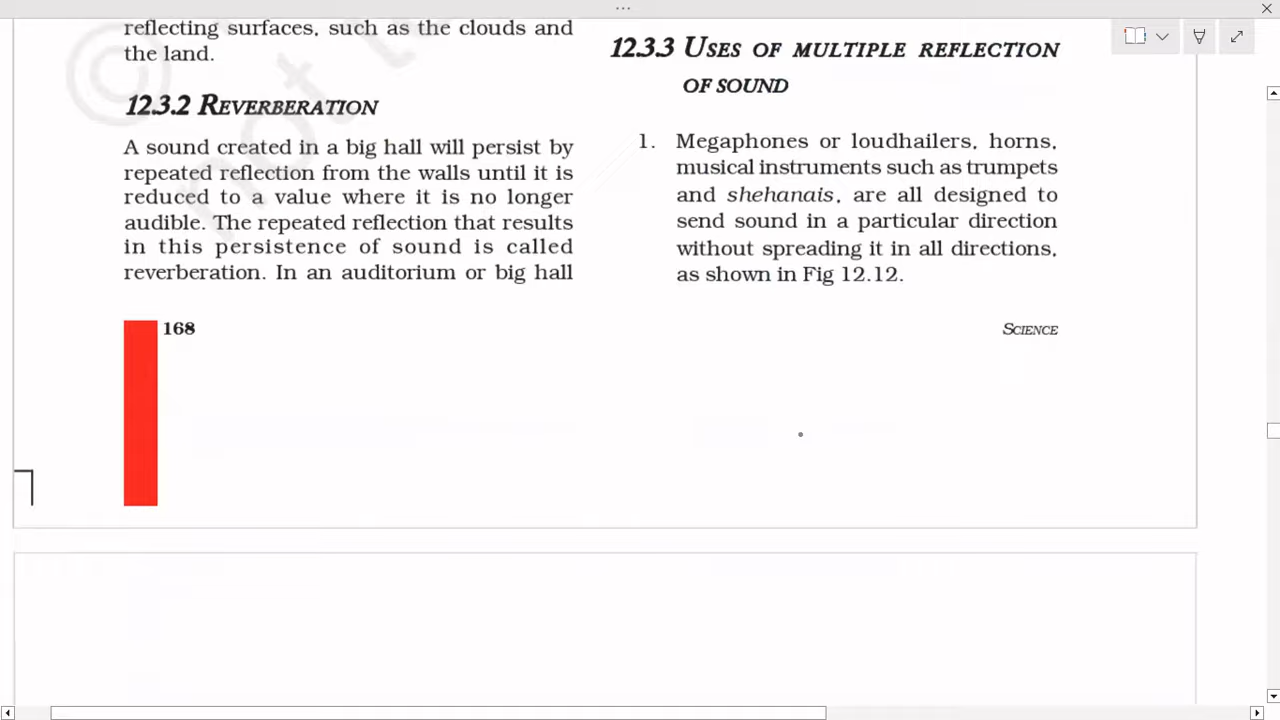 reflecting surfaces, such as the clouds and
the land.
12.3.2 REVERBERATION
A sound created in a big hall will persist by
repeated reflection from the walls until it is
reduced to a value where it is no longer
audible. The repeated reflection that results
in this persistence of sound is called
reverberation. In an auditorium or big hall
12.3.3 USES OF MULTIPLE REFLECTION
OF SOUND
1. Megaphones or loudhailers, horns,
musical instruments such as trumpets
and shehanais, are all designed to
send sound in a particular direction
without spreading it in all directions,
as shown in Fig 12.12.
168
SCIENCE
© not